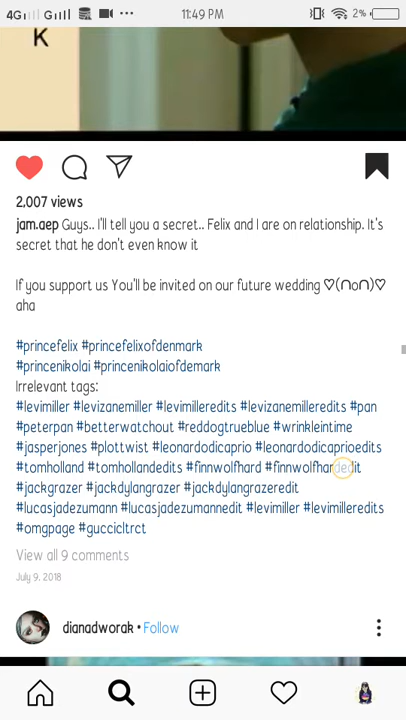 4G G 11:49 PM 2%
K
2,007 views
jam.aep Guys.. I'll tell you a secret.. Felix and I are on relationship. It's
secret that he don't even know it
If you support us You'll be invited on our future wedding ♡(∩o∩)♡
aha
#princefelix #princefelixofdenmark
#princenikolai #princenikolaiofdemark
Irrelevant tags:
#levimiller #levizanemiller #levimilleredits #levizanemilleredits #pan
#peterpan #betterwatchout #reddogtrueblue #wrinkleintime
#jasperjones #plottwist #leonardodicaprio #leonardodicaprioedits
#tomholland #tomhollandedits #finnwolfhard #finnwolfhardedit
#jackgrazer #jackdylangrazer #jackdylangrazeredit
#lucasjadezumann #lucasjadezumannedit #levimiller #levimilleredits
#omgpage #guccicltrct
View all 9 comments
July 9, 2018
dianadworak • Follow